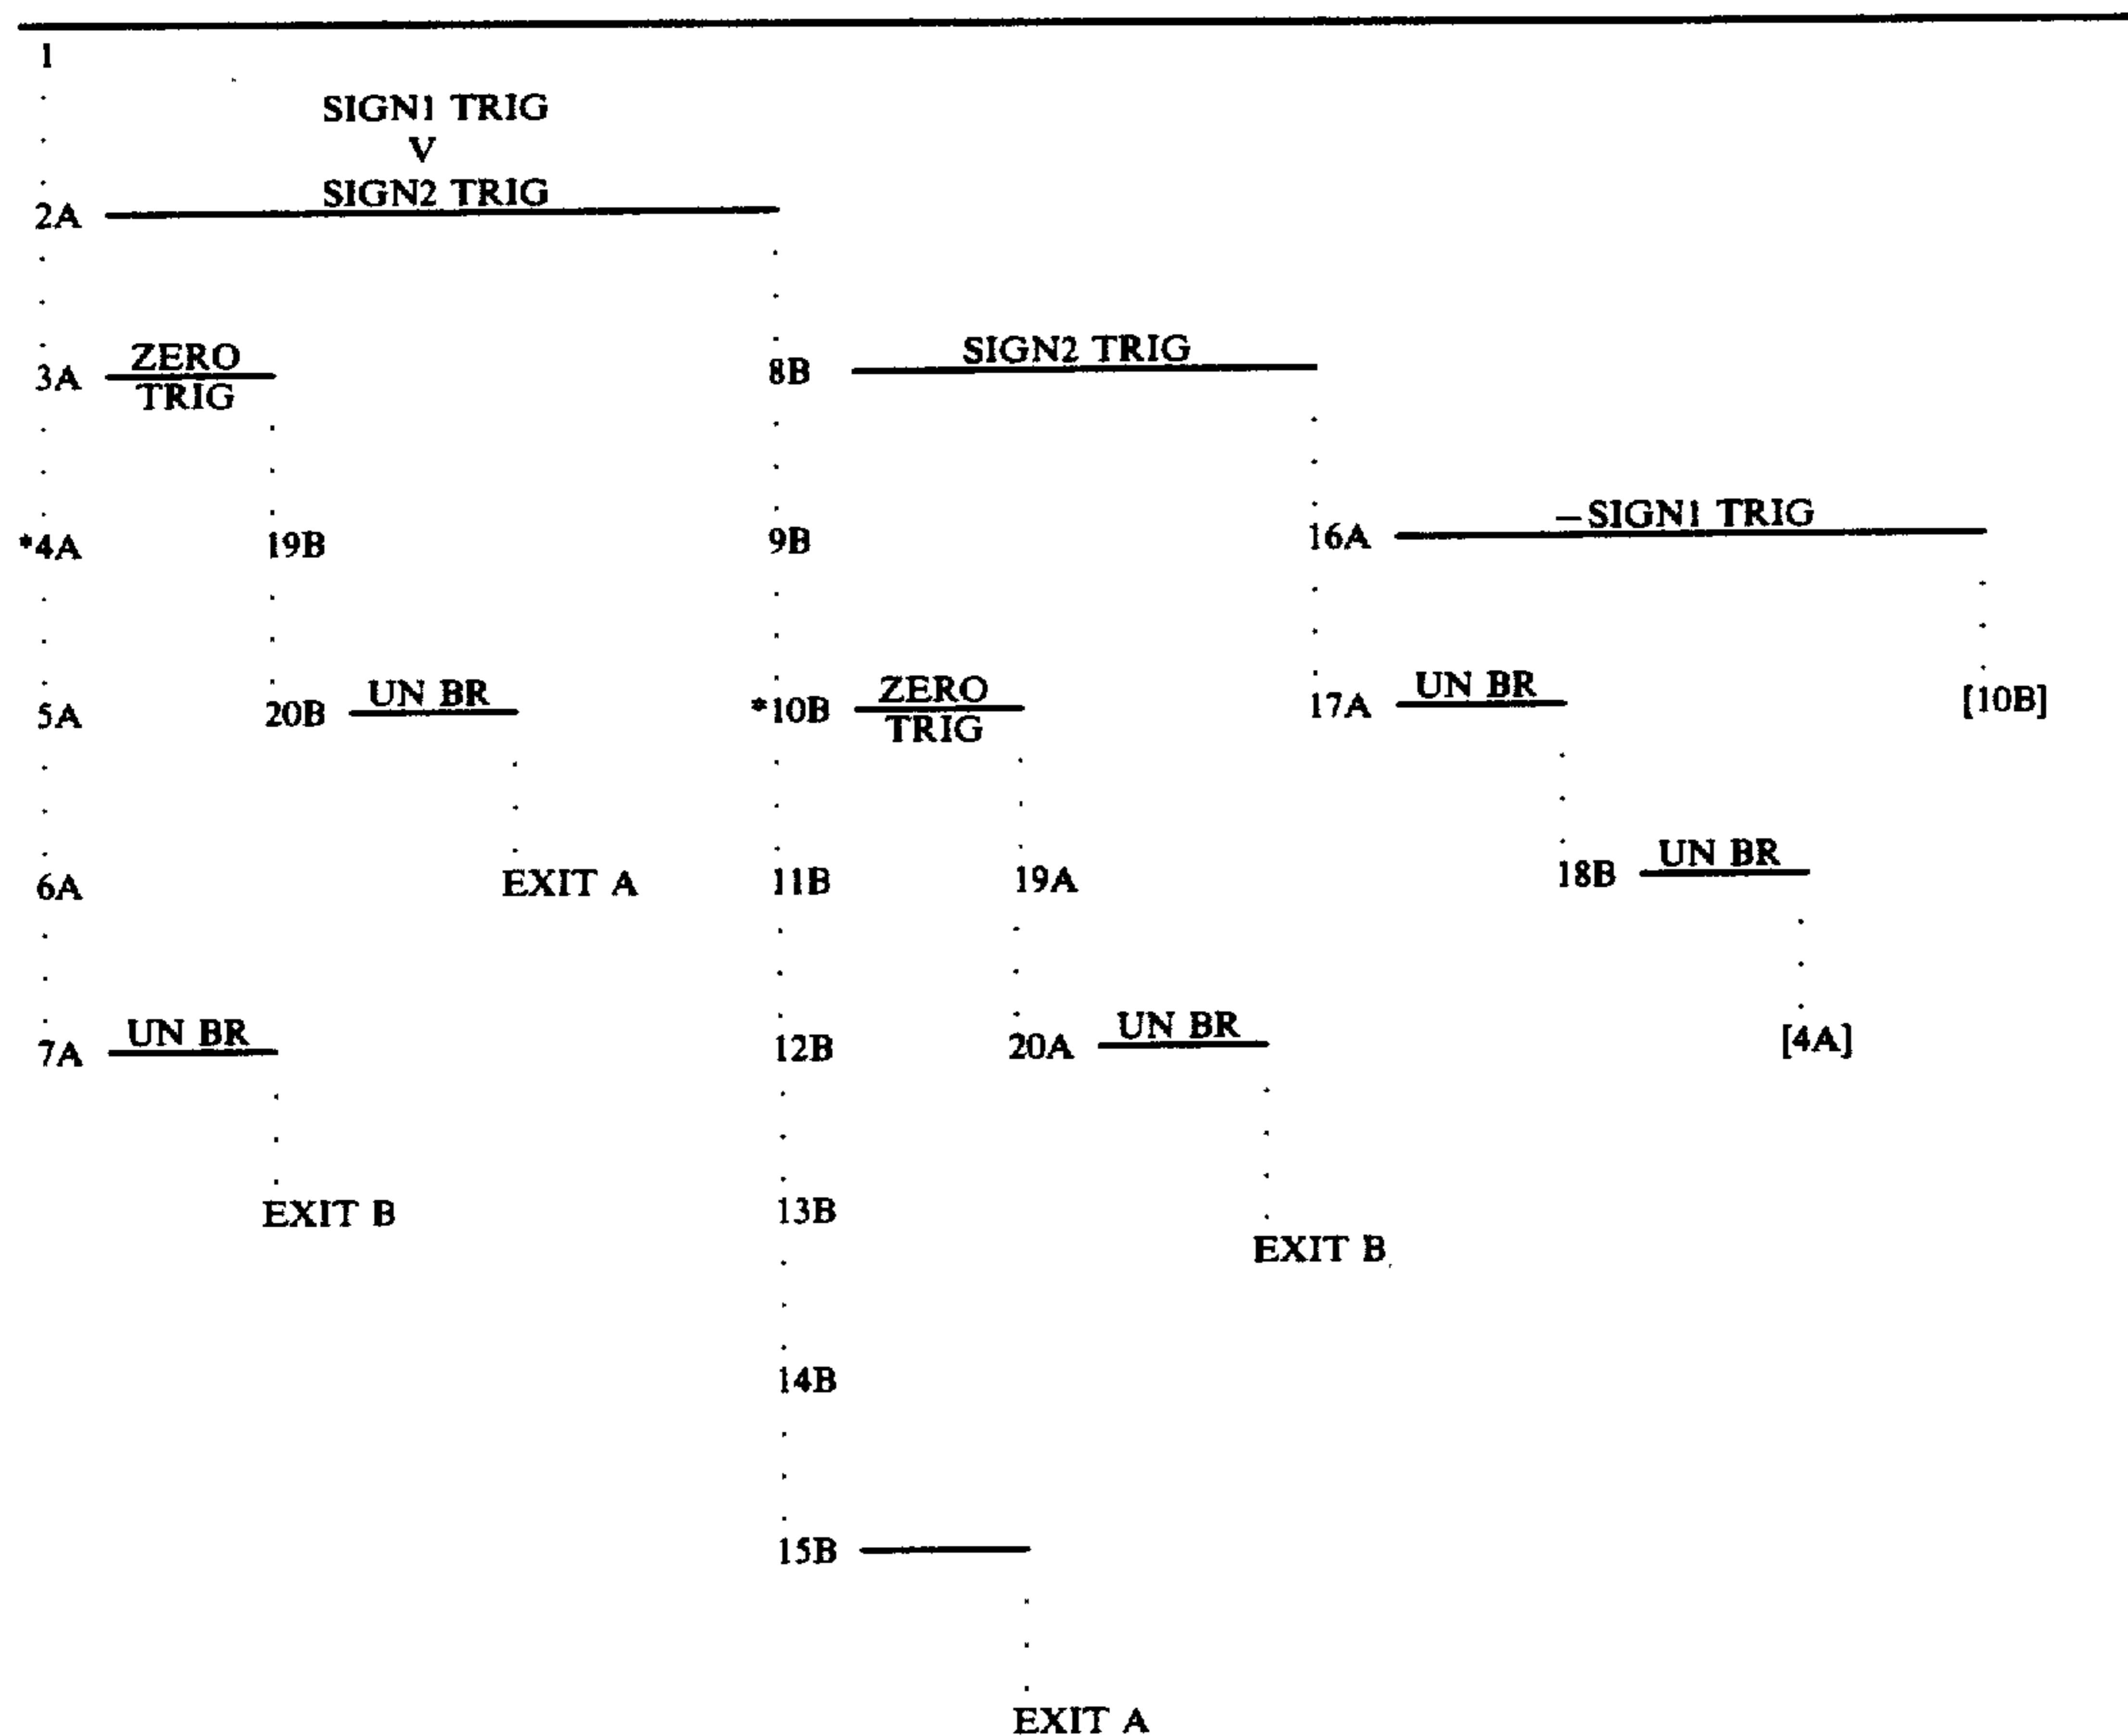 1
SIGN1 TRIG
V
SIGN2 TRIG
2A
ZERO
3A
TRIG
SIGN2 TRIG
8B
–SIGN1 TRIG
*4A 19B 9B 16A
UN BR ZERO UN BR
5A 20B *10B 17A [10B]
TRIG
UN BR
6A EXIT A 11B 19A 18B
UN BR UN BR
7A 12B 20A [4A]
EXIT B 13B
EXIT B
14B
15B
EXIT A